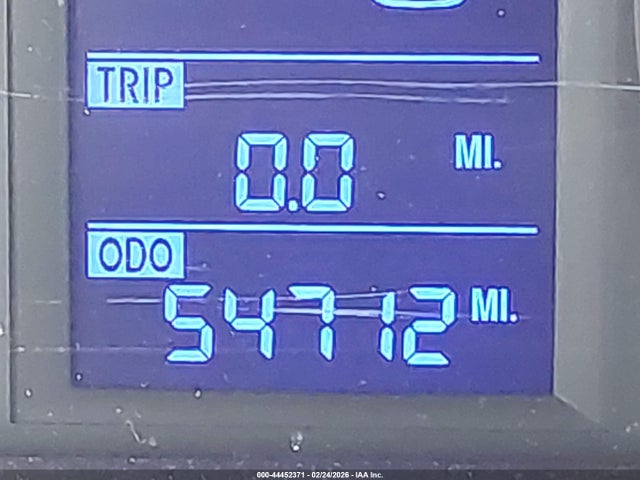 TRIP
0.0 MI.
ODO
54712 MI.
000-44452371 - 02/24/2026 - IAA Inc.